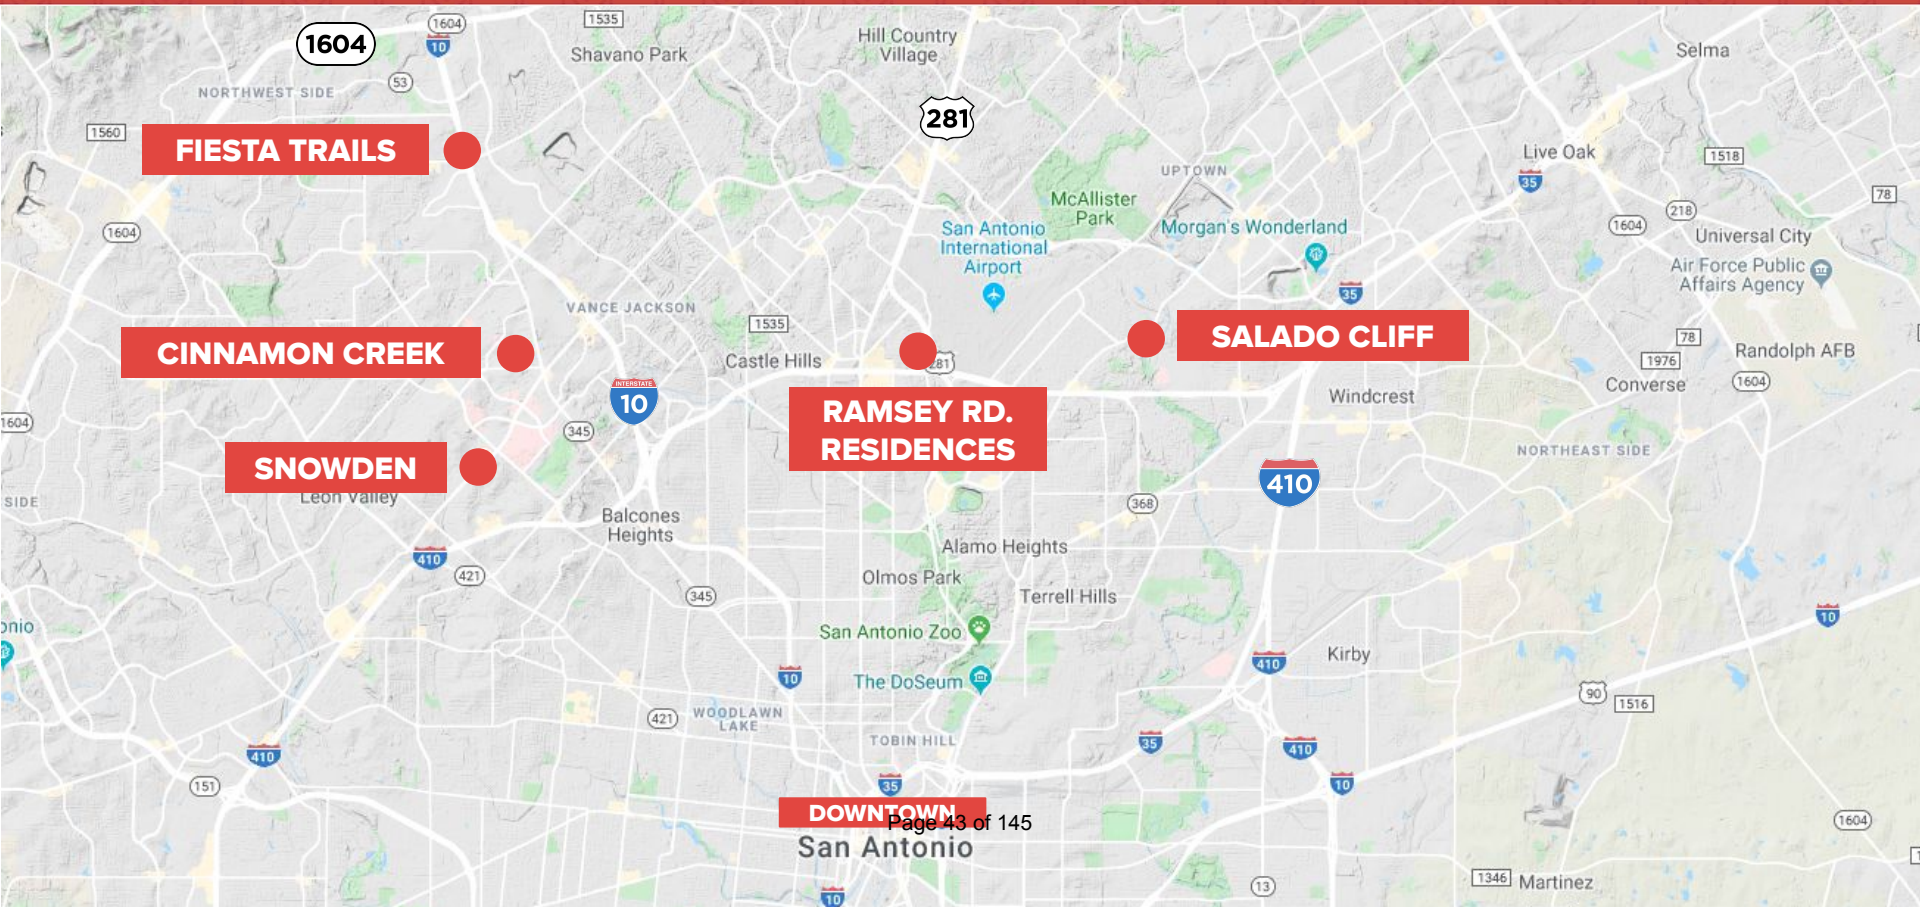 1604
1604
10
1535
Shavano Park
Hill Country
Village
Selma
53
NORTHWEST SIDE
281
1560
FIESTA TRAILS
UPTOWN
Live Oak
1518
35
78
McAllister
Park
218
1604
1604
San Antonio
International
Airport
Morgan's Wonderland
Universal City
Air Force Public
Affairs Agency
35
VANCE JACKSON
1535
CINNAMON CREEK
Castle Hills
281
SALADO CLIFF
78
1976
Randolph AFB
Converse
1604
INTERSTATE
10
Windcrest
RAMSEY RD.
RESIDENCES
1604
345
SNOWDEN
Leon Valley
NORTHEAST SIDE
410
SIDE
368
Balcones
Heights
Alamo Heights
410
421
Olmos Park
345
Terrell Hills
10
onio
San Antonio Zoo
410
Kirby
10
The DoSeum
90
1516
421
WOODLAWN
LAKE
TOBIN HILL
35
410
410
151
35
10
DOWNTOWN
Page 43 of 145
San Antonio
1604
1346
Martinez
13
10